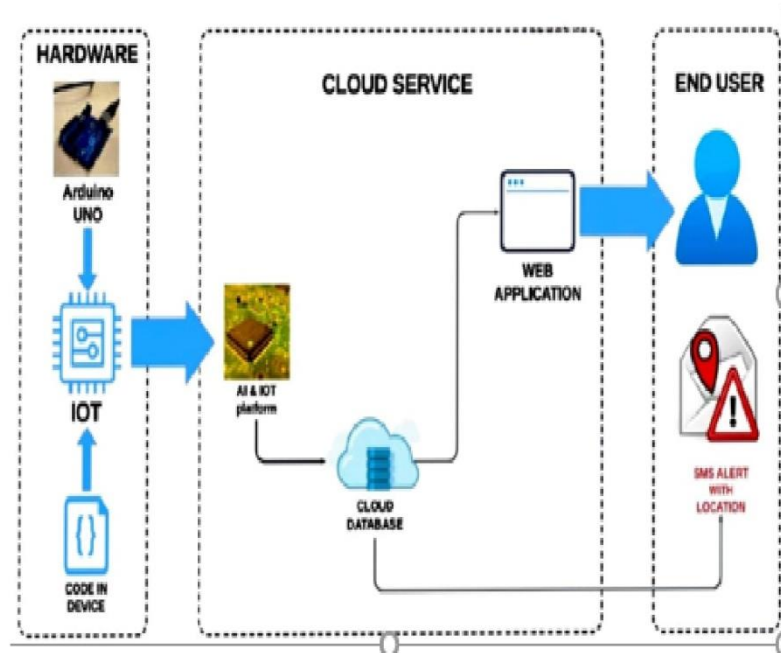 HARDWARE
Arduino
UNO
IOT
CODE IN
DEVICE
CLOUD SERVICE
AI & IOT
platform
CLOUD
DATABASE
WEB
APPLICATION
END USER
SMS ALERT
WITH
LOCATION